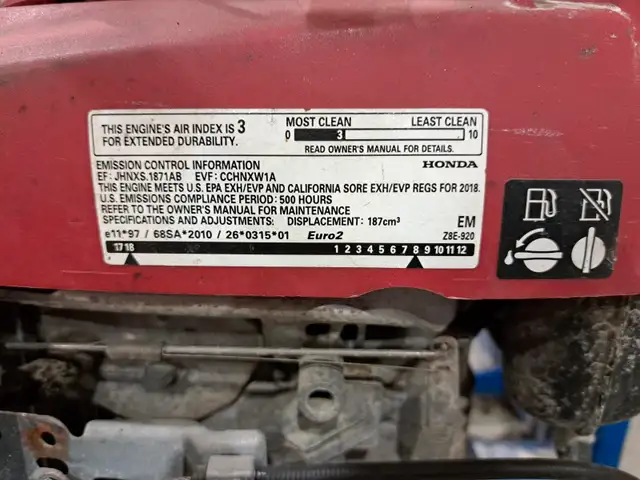 THIS ENGINE'S AIR INDEX IS 3
FOR EXTENDED DURABILITY.
MOST CLEAN LEAST CLEAN
0 3 10
READ OWNER'S MANUAL FOR DETAILS.
EMISSION CONTROL INFORMATION HONDA
EF: JHNXS.1871AB EVF: CCHNXW1A
THIS ENGINE MEETS U.S. EPA EXH/EVP AND CALIFORNIA SORE EXH/EVP REGS FOR 2018.
U.S. EMISSIONS COMPLIANCE PERIOD: 500 HOURS
REFER TO THE OWNER'S MANUAL FOR MAINTENANCE
SPECIFICATIONS AND ADJUSTMENTS: DISPLACEMENT: 187cm³ EM
e11*97 / 68SA*2010 / 26*0315*01 Euro2 Z8E-920
17 18 1 2 3 4 5 6 7 8 9 10 11 12